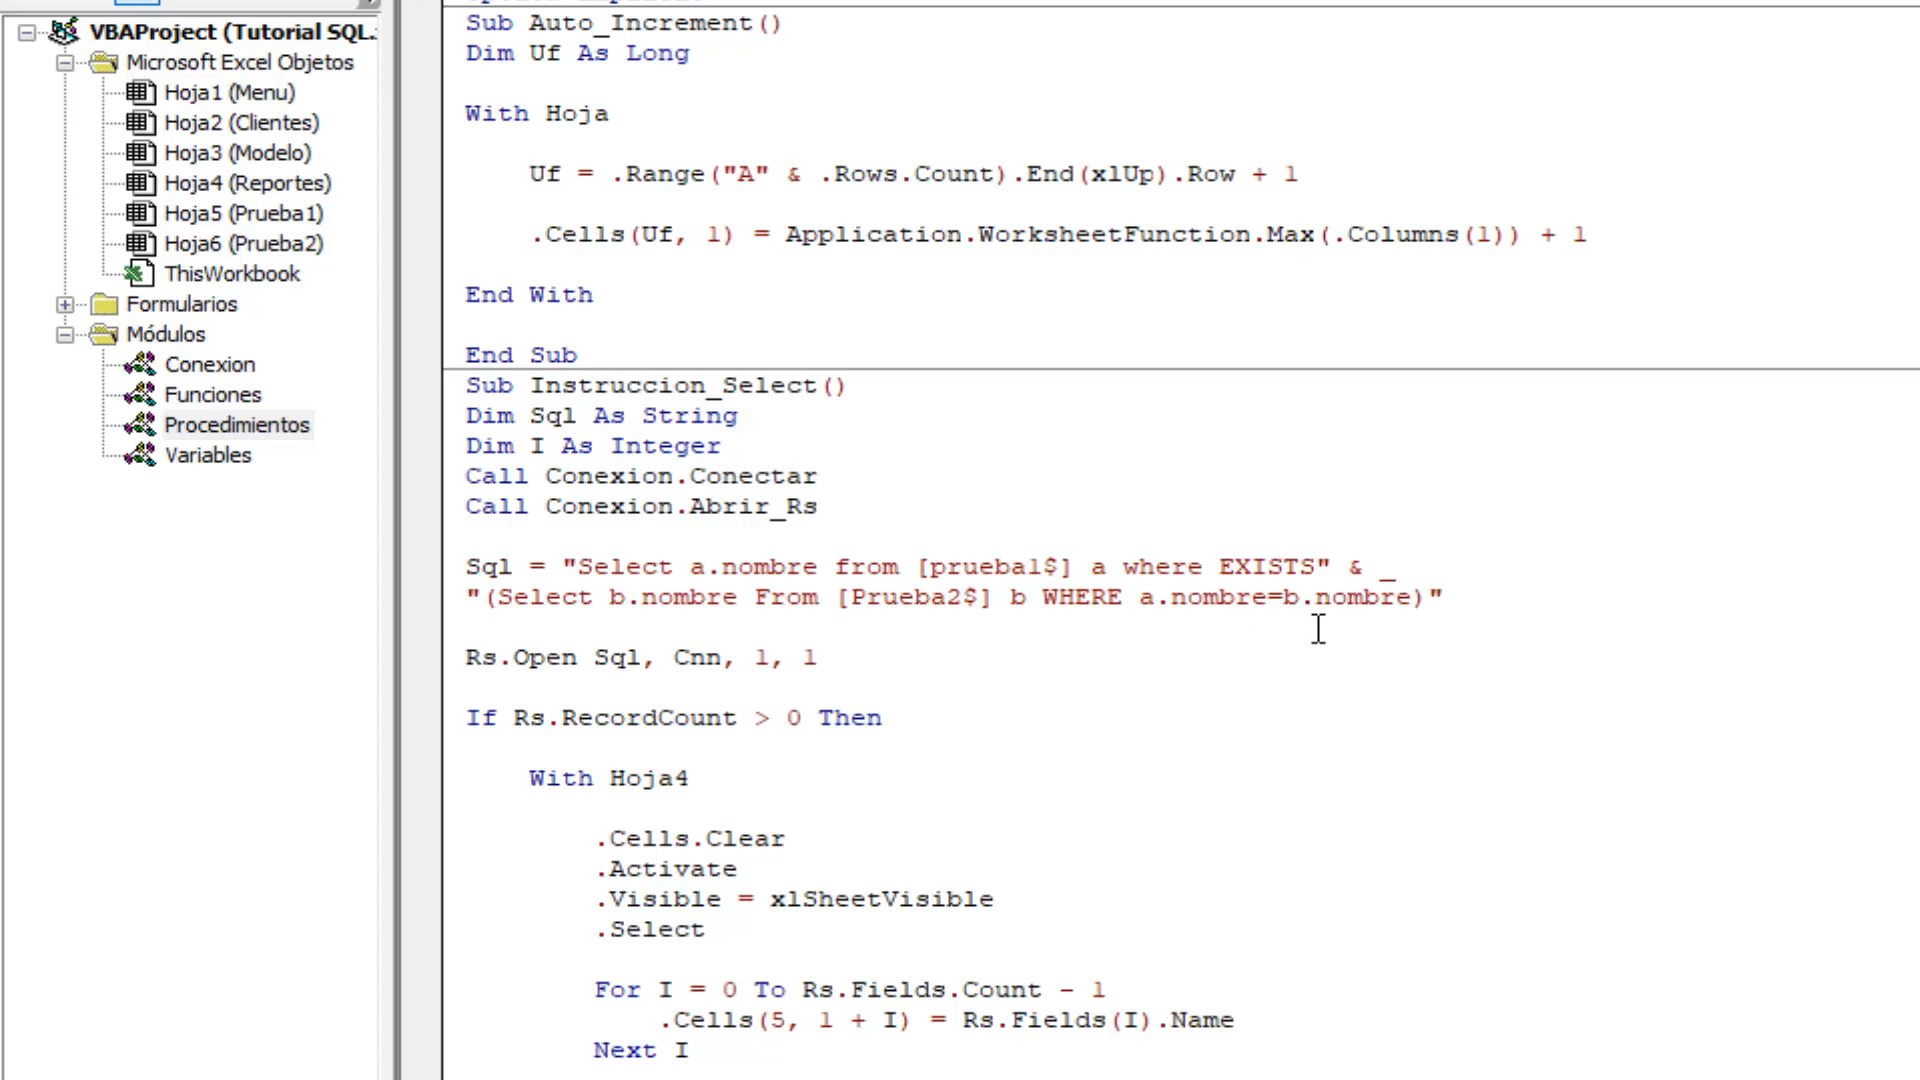 VBAProject (Tutorial SQL.
Microsoft Excel Objetos
Hoja1 (Menu)
Hoja2 (Clientes)
Hoja3 (Modelo)
Hoja4 (Reportes)
Hoja5 (Prueba1)
Hoja6 (Prueba2)
ThisWorkbook
Formularios
Módulos
Conexion
Funciones
Procedimientos
Variables
Sub Auto_Increment()
Dim Uf As Long
With Hoja
Uf = .Range("A" & .Rows.Count).End(xlUp).Row + 1
.Cells(Uf, 1) = Application.WorksheetFunction.Max(.Columns(1)) + 1
End With
End Sub
Sub Instruccion_Select()
Dim Sql As String
Dim I As Integer
Call Conexion.Conectar
Call Conexion.Abrir_Rs
Sql = "Select a.nombre from [prueba1$] a where EXISTS" & _
"(Select b.nombre From [Prueba2$] b WHERE a.nombre=b.nombre)"
Rs.Open Sql, Cnn, 1, 1
If Rs.RecordCount > 0 Then
With Hoja4
.Cells.Clear
.Activate
.Visible = xlSheetVisible
.Select
For I = 0 To Rs.Fields.Count - 1
.Cells(5, 1 + I) = Rs.Fields(I).Name
Next I